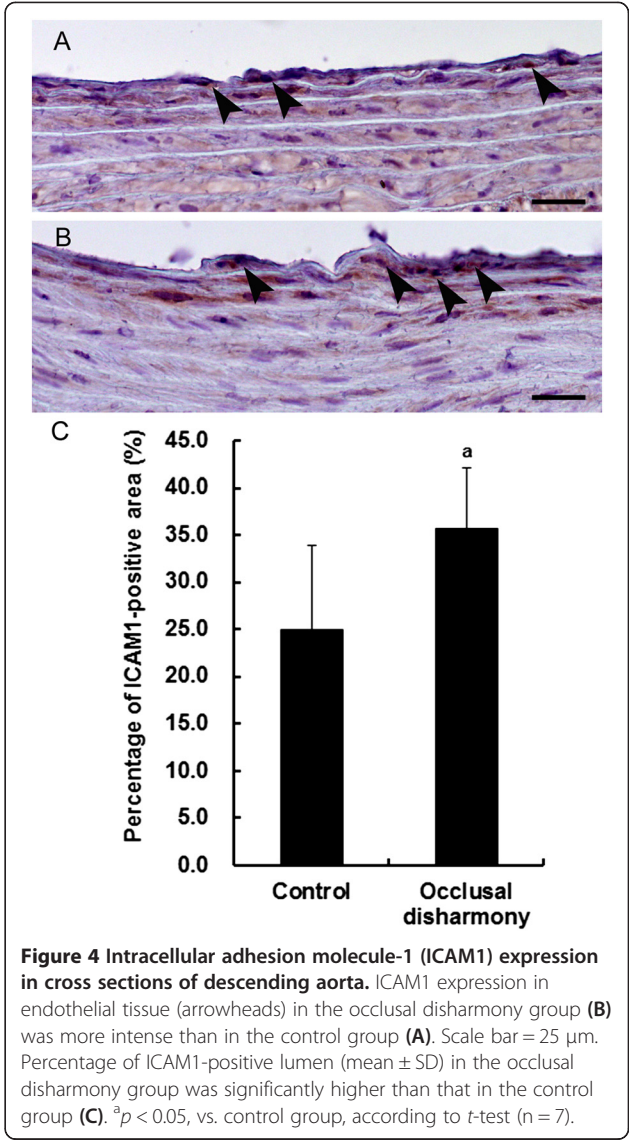 A
B
C
Percentage of ICAM1-positive area (%)
45.0
40.0
35.0
30.0
25.0
20.0
15.0
10.0
5.0
0.0
a
Control
Occlusal
disharmony
Figure 4 Intracellular adhesion molecule-1 (ICAM1) expression
in cross sections of descending aorta. ICAM1 expression in
endothelial tissue (arrowheads) in the occlusal disharmony group (B)
was more intense than in the control group (A). Scale bar = 25 μm.
Percentage of ICAM1-positive lumen (mean ± SD) in the occlusal
disharmony group was significantly higher than that in the control
group (C). ᵃp < 0.05, vs. control group, according to t-test (n = 7).